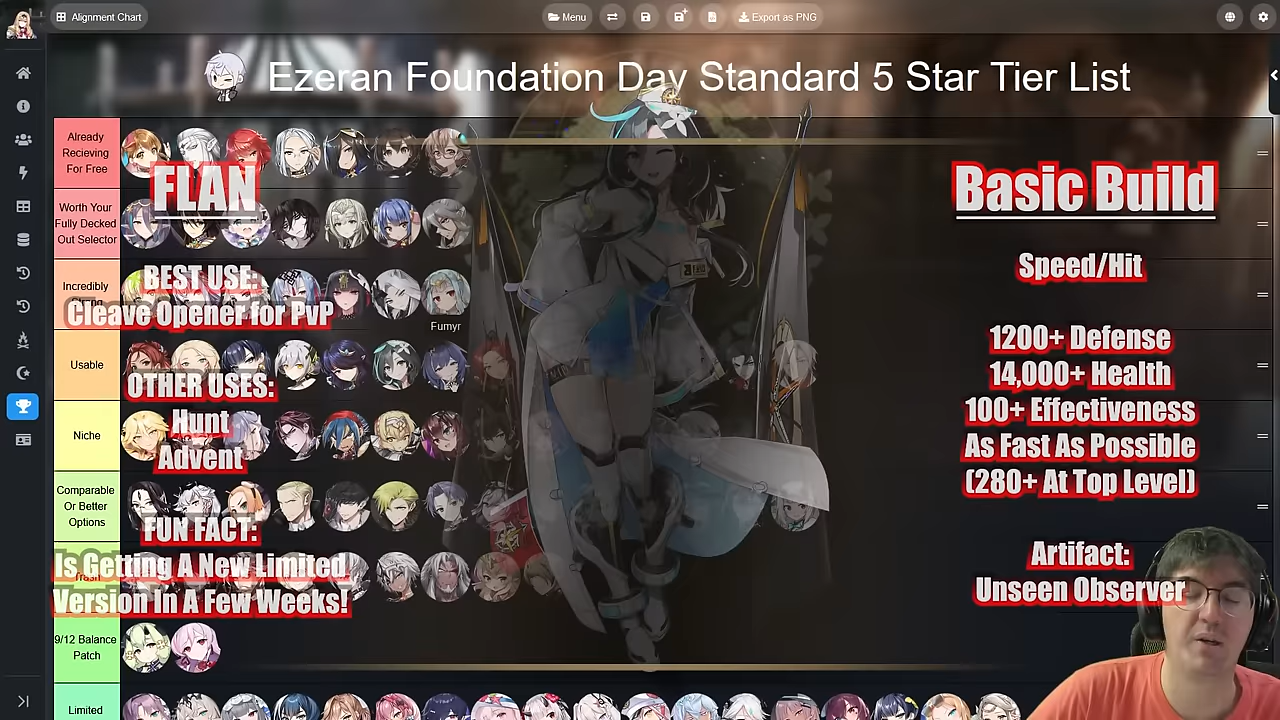 Alignment Chart
Menu
Export as PNG
Ezeran Foundation Day Standard 5 Star Tier List
Already
Recieving
For Free
Worth Your
Fully Decked
Out Selector
Incredibly
Usable
Niche
Comparable
Or Better
Options
Trash
9/12 Balance
Patch
Limited
Fumyr
FLAN
BEST USE:
Cleave Opener for PvP
OTHER USES:
Hunt
Advent
FUN FACT:
Is Getting A New Limited
Version In A Few Weeks!
Basic Build
Speed/Hit
1200+ Defense
14,000+ Health
100+ Effectiveness
As Fast As Possible
(280+ At Top Level)
Artifact:
Unseen Observer